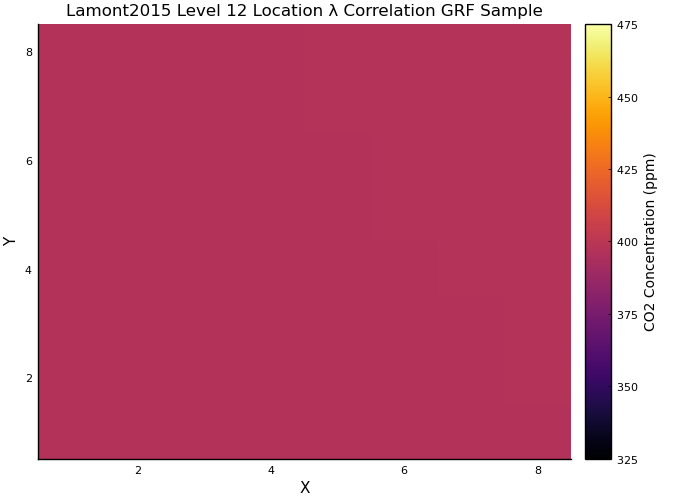 Lamont2015 Level 12 Location λ Correlation GRF Sample
8
6
4
2
Y
2 4 6 8
X
475
450
425
400
375
350
325
CO2 Concentration (ppm)